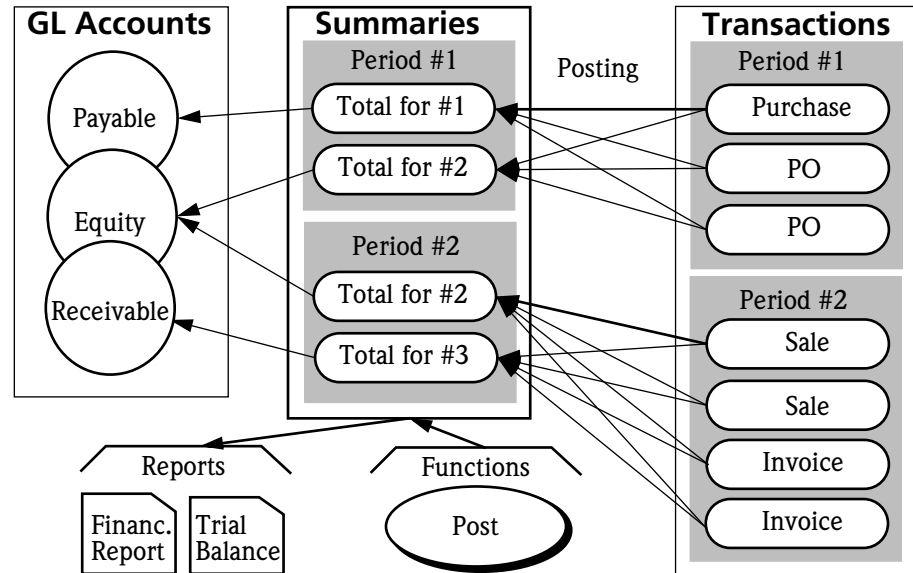 GL Accounts
Payable
Equity
Receivable
Summaries
Period #1
Total for #1
Total for #2
Period #2
Total for #2
Total for #3
Posting
Transactions
Period #1
Purchase
PO
PO
Period #2
Sale
Sale
Invoice
Invoice
Reports
Financ.
Report
Trial
Balance
Functions
Post